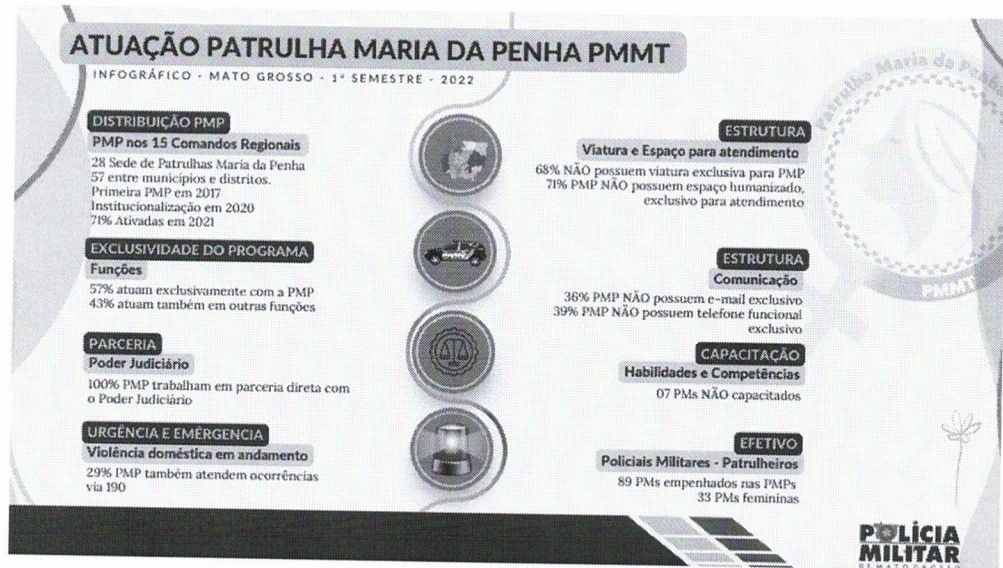 ATUAÇÃO PATRULHA MARIA DA PENHA PMMT
INFOGRÁFICO - MATO GROSSO - 1º SEMESTRE - 2022
DISTRIBUIÇÃO PMP
PMP nos 15 Comandos Regionais
28 Sede de Patrulhas Maria da Penha
57 entre municípios e distritos.
Primeira PMP em 2017
Institucionalização em 2020
71% Ativadas em 2021
EXCLUSIVIDADE DO PROGRAMA
Funções
57% atuam exclusivamente com a PMP
43% atuam também em outras funções
PARCERIA
Poder Judiciário
100% PMP trabalham em parceria direta com
o Poder Judiciário
URGÊNCIA E EMÉRGENCIA
Violência doméstica em andamento
29% PMP também atendem ocorrências
via 190
ESTRUTURA
Viatura e Espaço para atendimento
68% NÃO possuem viatura exclusiva para PMP
71% PMP NÃO possuem espaço humanizado,
exclusivo para atendimento
ESTRUTURA
Comunicação
36% PMP NÃO possuem e-mail exclusivo
39% PMP NÃO possuem telefone funcional
exclusivo
CAPACITAÇÃO
Habilidades e Competências
07 PMs NÃO capacitados
EFETIVO
Policiais Militares - Patrulheiros
89 PMs empenhados nas PMPs
33 PMs femininas
Patrulha Maria da Penha
PMMT
POLÍCIA
MILITAR
DE MATO GROSSO